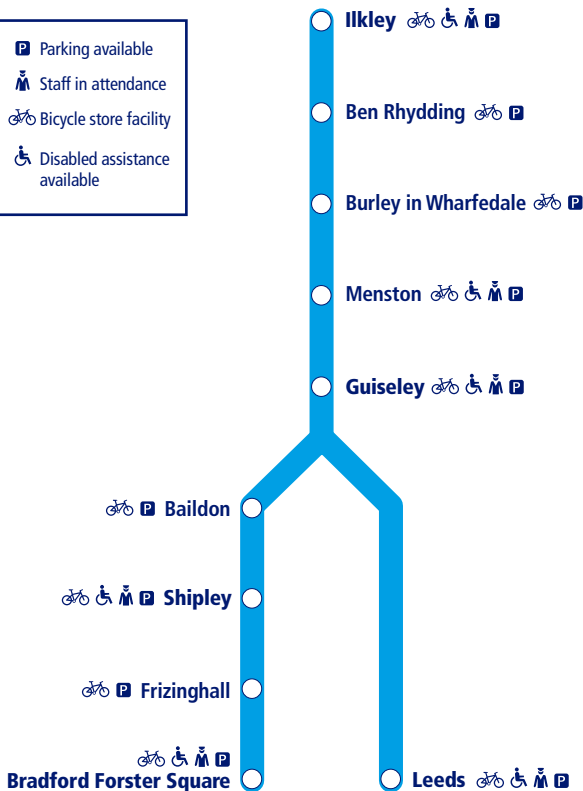 Parking available
Staff in attendance
Bicycle store facility
Disabled assistance
available
Ilkley P
Ben Rhydding P
Burley in Wharfedale P
Menston P
Guiseley P
P Baildon
P Shipley
P Frizinghall
P
Bradford Forster Square
Leeds P